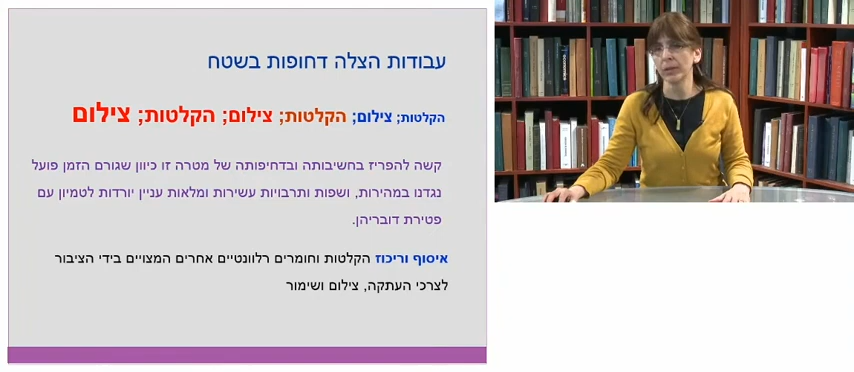 עבודות הצלה דחופות בשטח
הקלטות; צילום; הקלטות; צילום; הקלטות; צילום
קשה להפריז בחשיבותה ובדחיפותה של מטרה זו כיוון שגורם הזמן פועל
נגדנו במהירות, ושפות ותרבויות עשירות ומלאות עניין יורדות לטמיון עם
פטירת דובריהן.
איסוף וריכוז הקלטות וחומרים רלוונטיים אחרים המצויים בידי הציבור
לצרכי העתקה, צילום ושימור